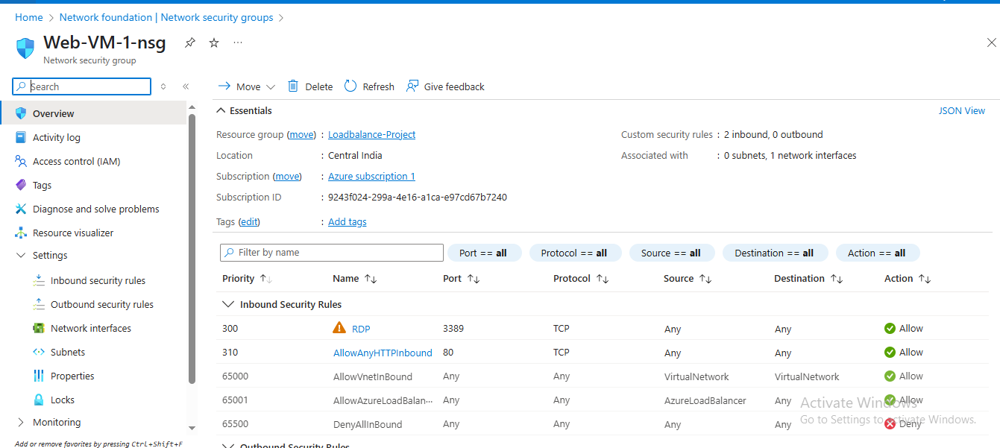 Home > Network foundation | Network security groups >
Web-VM-1-nsg
Network security group
Search
Move Delete Refresh Give feedback
Overview
Activity log
Access control (IAM)
Tags
Diagnose and solve problems
Resource visualizer
Settings
Inbound security rules
Outbound security rules
Network interfaces
Subnets
Properties
Locks
Monitoring
Add or remove favorites by pressing Ctrl+Shift+F
Essentials JSON View
Resource group (move) : Loadbalance-Project
Location : Central India
Subscription (move) : Azure subscription 1
Subscription ID : 9243f024-299a-4e16-a1ca-e97cd67b7240
Tags (edit) : Add tags
Custom security rules : 2 inbound, 0 outbound
Associated with : 0 subnets, 1 network interfaces
Filter by name Port == all Protocol == all Source == all Destination == all Action == all
Priority Name Port Protocol Source Destination Action
Inbound Security Rules
300 RDP 3389 TCP Any Any Allow
310 AllowAnyHTTPInbound 80 TCP Any Any Allow
65000 AllowVnetInBound Any Any VirtualNetwork VirtualNetwork Allow
65001 AllowAzureLoadBalan··· Any Any AzureLoadBalancer Any Allow
65500 DenyAllInBound Any Any Any Any Deny
Outbound Security Rules
Activate Windows
Go to Settings to activate Windows.